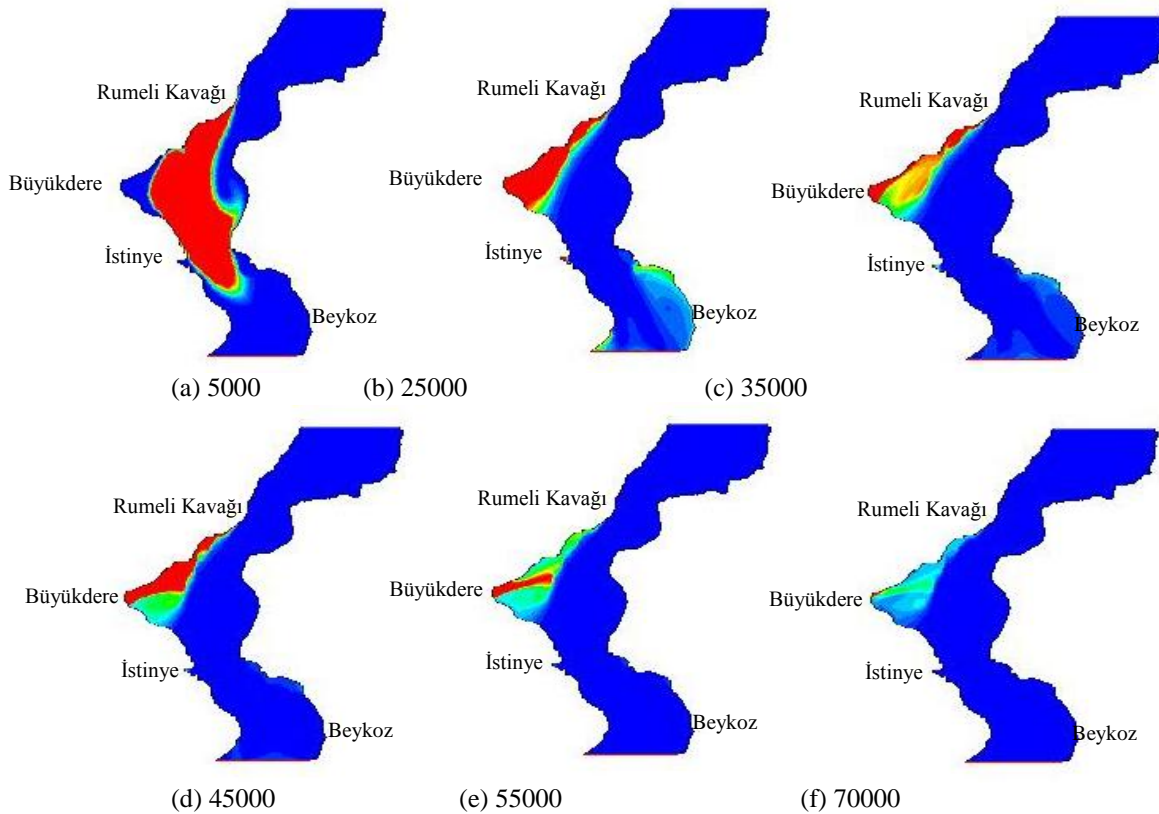 Rumeli Kavağı
Büyükdere
İstinye
Beykoz
Rumeli Kavağı
Büyükdere
İstinye
Beykoz
Rumeli Kavağı
Büyükdere
İstinye
Beykoz
(a) 5000
(b) 25000
(c) 35000
Rumeli Kavağı
Büyükdere
İstinye
Beykoz
Rumeli Kavağı
Büyükdere
İstinye
Beykoz
Rumeli Kavağı
Büyükdere
İstinye
Beykoz
(d) 45000
(e) 55000
(f) 70000